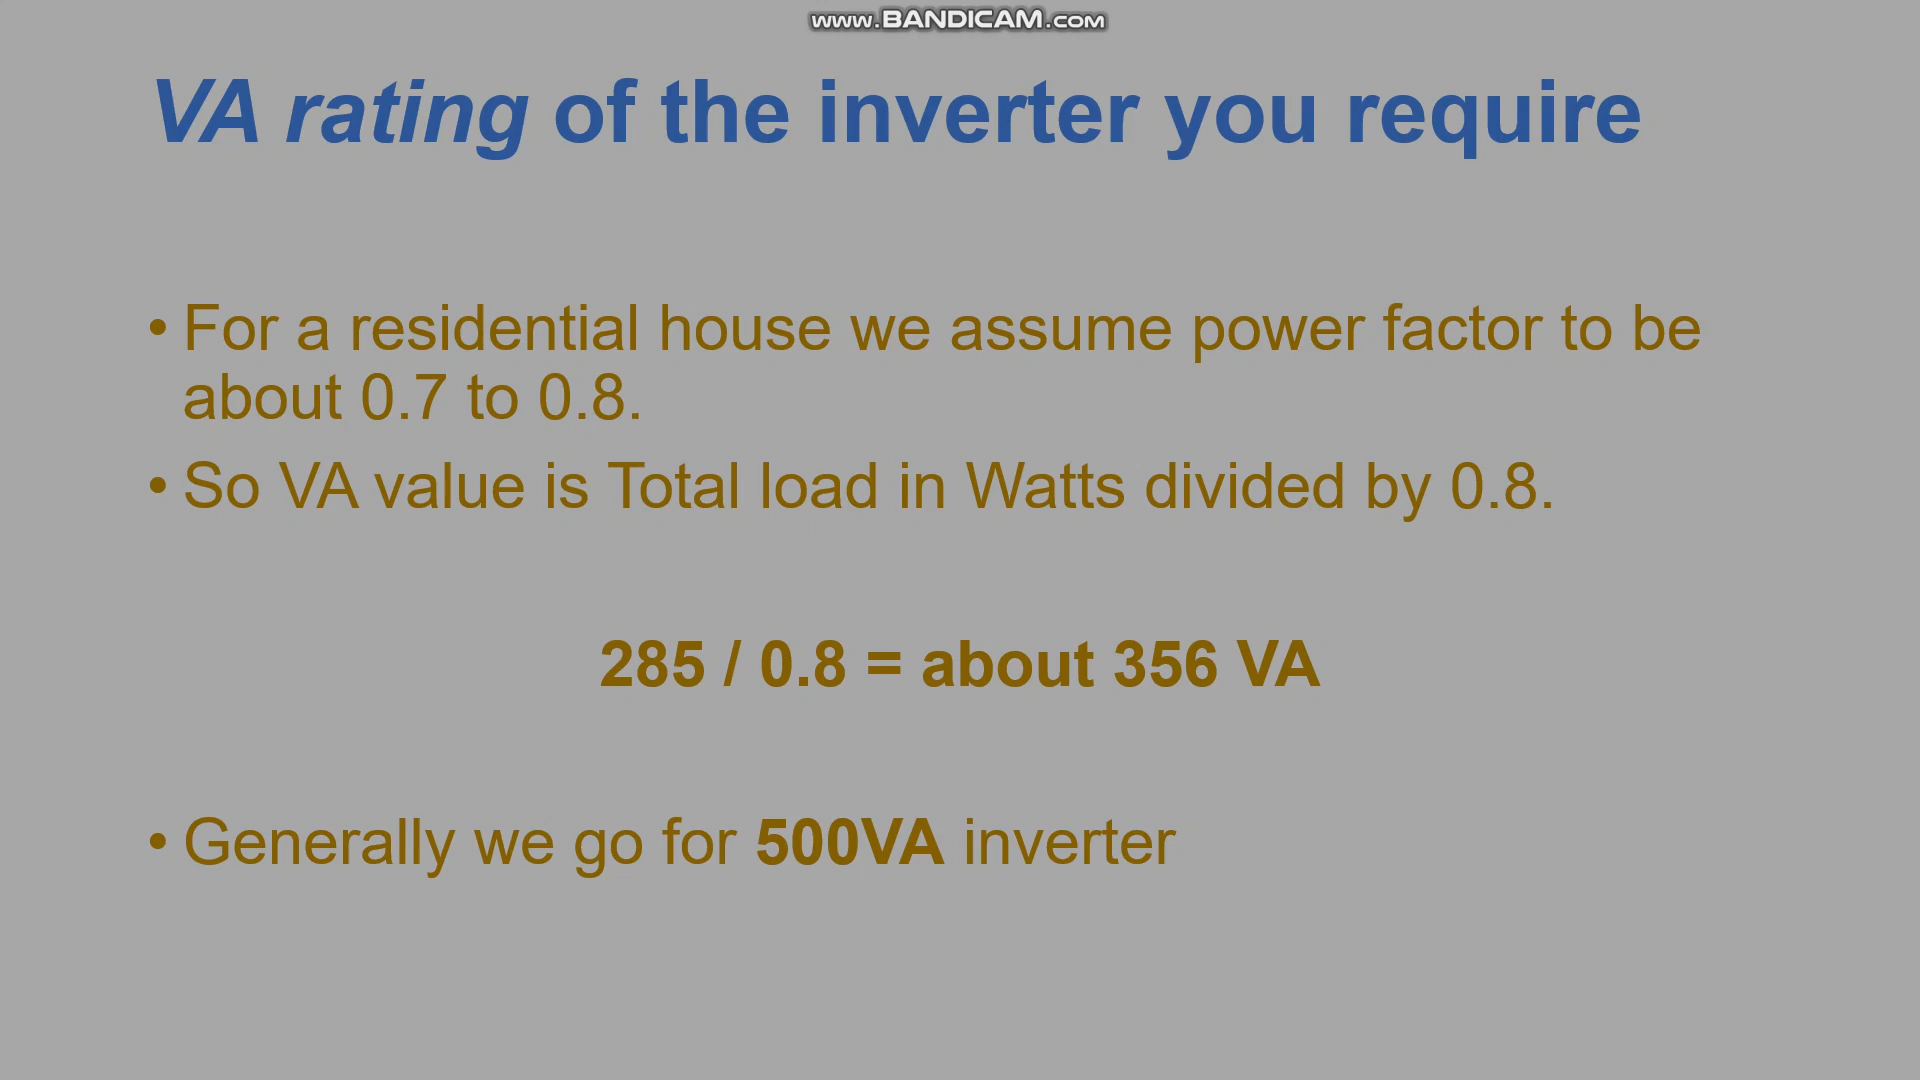 www.BANDICAM.com
VA rating of the inverter you require
• For a residential house we assume power factor to be
about 0.7 to 0.8.
• So VA value is Total load in Watts divided by 0.8.
285 / 0.8 = about 356 VA
• Generally we go for 500VA inverter